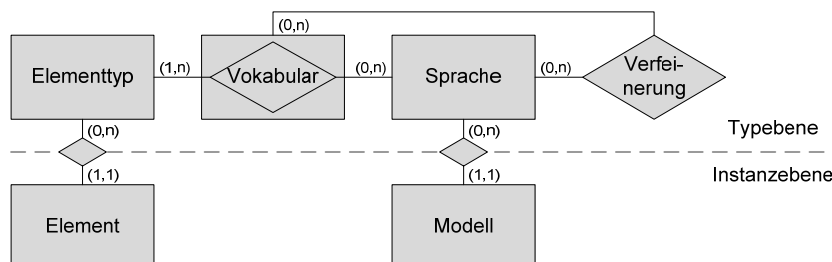 (0,n)
Elementtyp
(1,n)
Vokabular
(0,n)
Sprache
(0,n)
Verfei-
nerung
(0,n)
(0,n)
Typebene
(1,1)
(1,1)
Instanzebene
Element
Modell